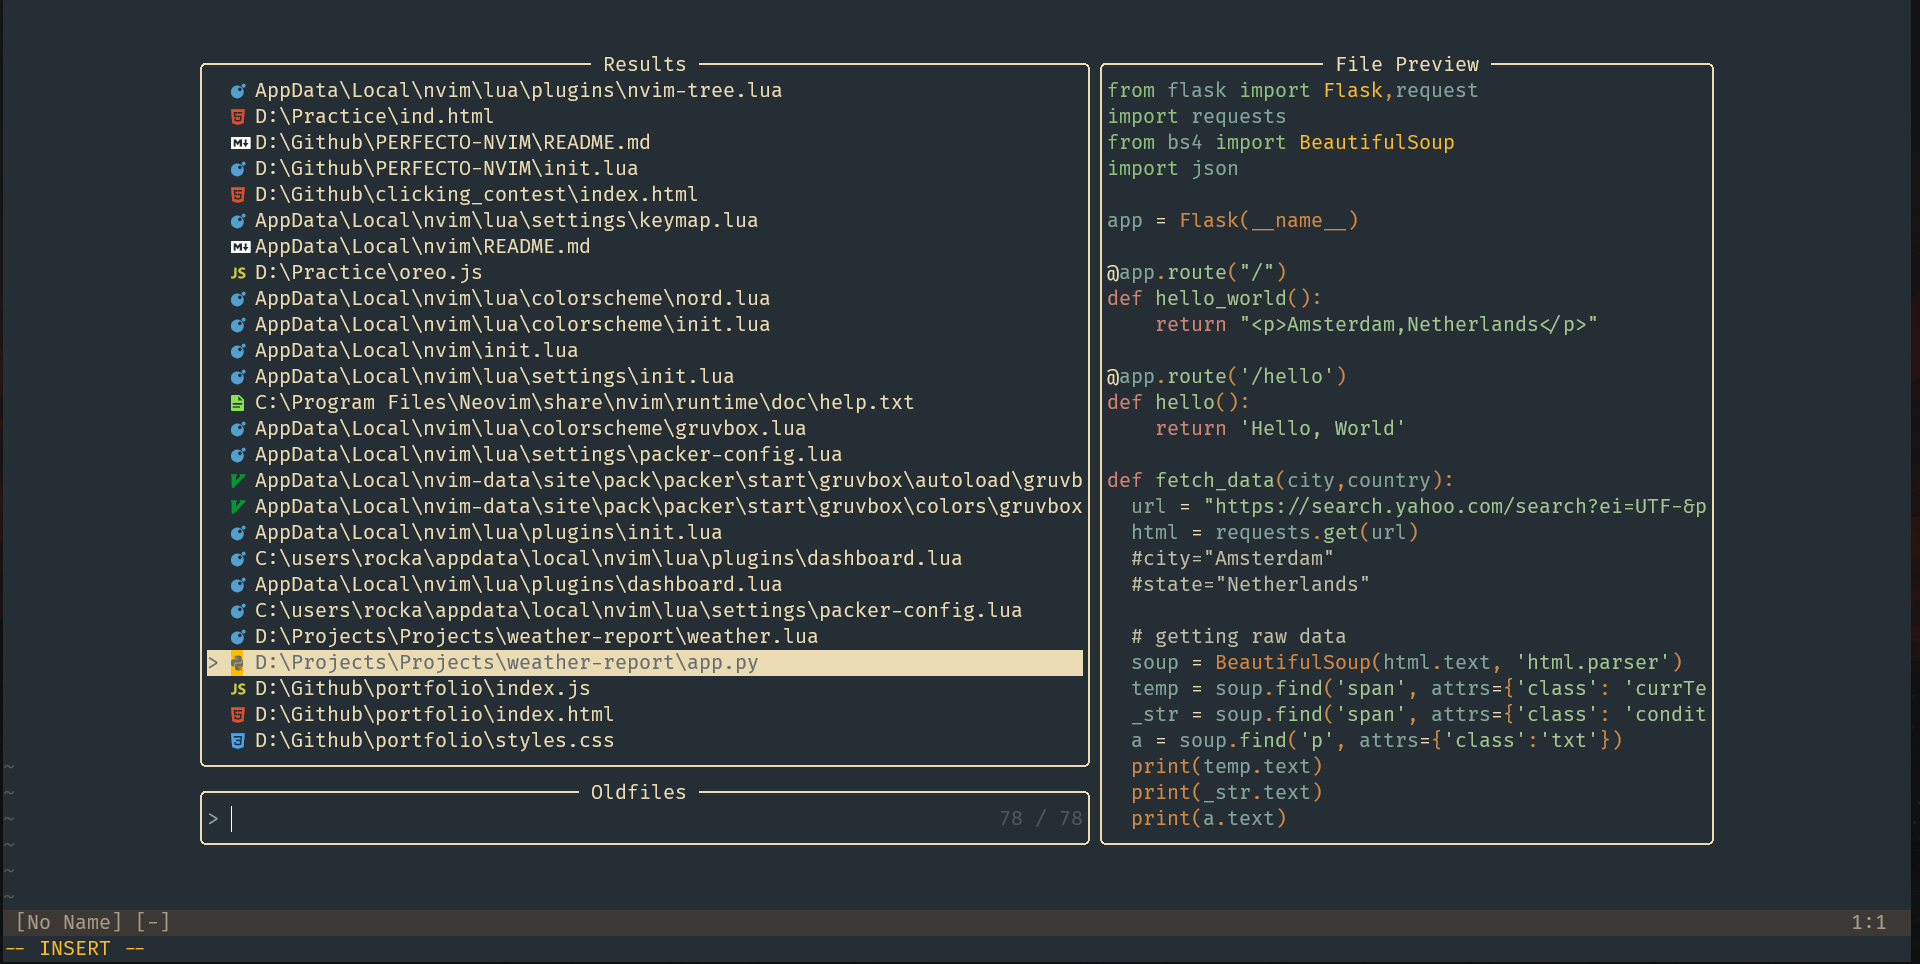 Results
AppData\Local\nvim\lua\plugins\nvim-tree.lua
D:\Practice\ind.html
D:\Github\PERFECTO-NVIM\README.md
D:\Github\PERFECTO-NVIM\init.lua
D:\Github\clicking_contest\index.html
AppData\Local\nvim\lua\settings\keymap.lua
AppData\Local\nvim\README.md
JS D:\Practice\oreo.js
AppData\Local\nvim\lua\colorscheme\nord.lua
AppData\Local\nvim\lua\colorscheme\init.lua
AppData\Local\nvim\init.lua
AppData\Local\nvim\lua\settings\init.lua
C:\Program Files\Neovim\share\nvim\runtime\doc\help.txt
AppData\Local\nvim\lua\colorscheme\gruvbox.lua
AppData\Local\nvim\lua\settings\packer-config.lua
AppData\Local\nvim-data\site\pack\packer\start\gruvbox\autoload\gruvb
AppData\Local\nvim-data\site\pack\packer\start\gruvbox\colors\gruvbox
AppData\Local\nvim\lua\plugins\init.lua
C:\users\rocka\appdata\local\nvim\lua\plugins\dashboard.lua
AppData\Local\nvim\lua\plugins\dashboard.lua
C:\users\rocka\appdata\local\nvim\lua\settings\packer-config.lua
D:\Projects\Projects\weather-report\weather.lua
> D:\Projects\Projects\weather-report\app.py
JS D:\Github\portfolio\index.js
D:\Github\portfolio\index.html
D:\Github\portfolio\styles.css
Oldfiles
> 78 / 78
File Preview
from flask import Flask,request
import requests
from bs4 import BeautifulSoup
import json
app = Flask(__name__)
@app.route("/")
def hello_world():
    return "<p>Amsterdam,Netherlands</p>"
@app.route('/hello')
def hello():
    return 'Hello, World'
def fetch_data(city,country):
  url = "https://search.yahoo.com/search?ei=UTF-&p
  html = requests.get(url)
  #city="Amsterdam"
  #state="Netherlands"
  # getting raw data
  soup = BeautifulSoup(html.text, 'html.parser')
  temp = soup.find('span', attrs={'class': 'currTe
  _str = soup.find('span', attrs={'class': 'condit
  a = soup.find('p', attrs={'class':'txt'})
  print(temp.text)
  print(_str.text)
  print(a.text)
~
~
~
~
~
~
[No Name] [-] 1:1
-- INSERT --